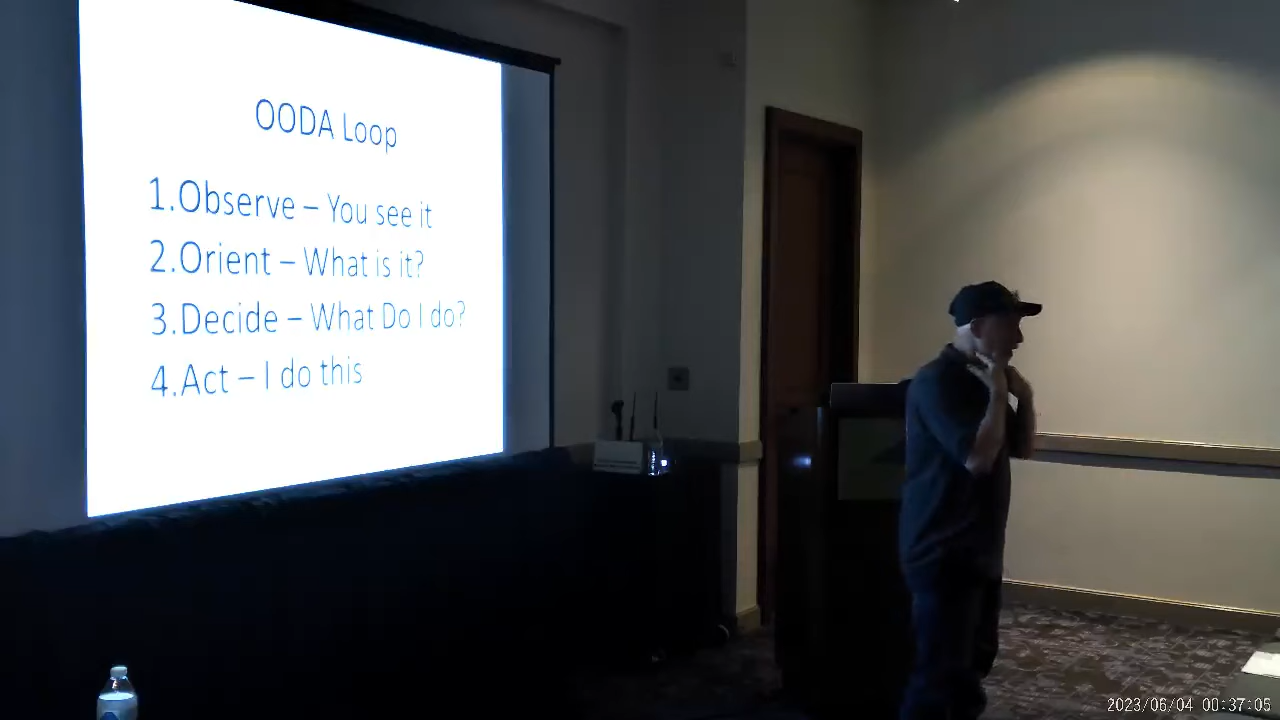 OODA Loop
1.Observe – You see it
2.Orient – What is it?
3.Decide – What Do I do?
4.Act – I do this
2023/06/04 00:37:05